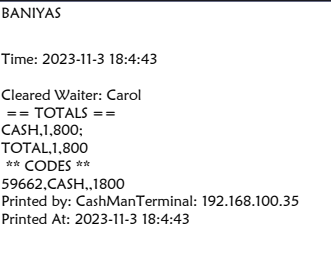 BANIYAS
Time: 2023-11-3 18:4:43
Cleared Waiter: Carol
== TOTALS ==
CASH,1,800;
TOTAL,1,800
** CODES **
59662,CASH,,1800
Printed by: CashManTerminal: 192.168.100.35
Printed At: 2023-11-3 18:4:43